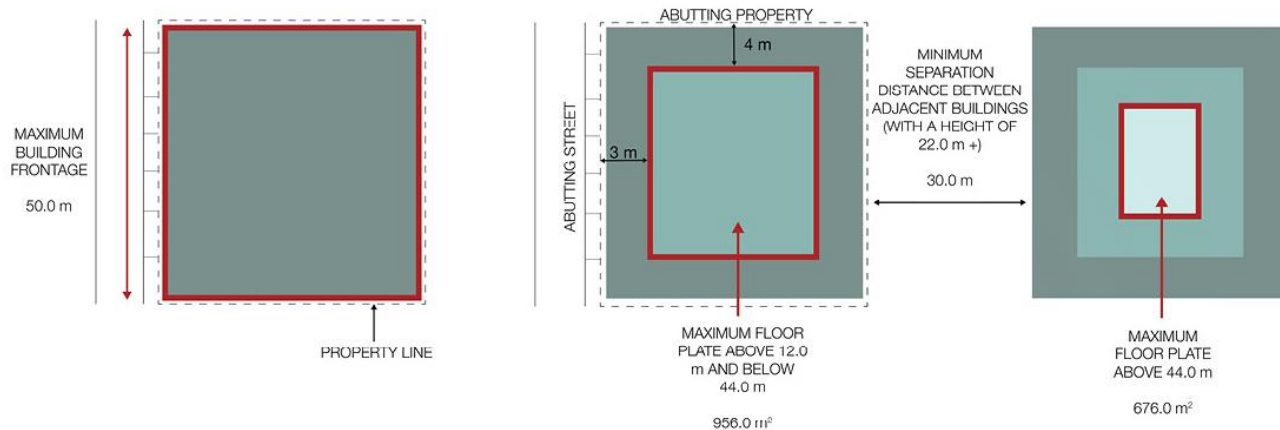 MAXIMUM
BUILDING
FRONTAGE
50.0 m
PROPERTY LINE
ABUTTING PROPERTY
4 m
ABUTTING STREET
3 m
MAXIMUM FLOOR
PLATE ABOVE 12.0
m AND BELOW
44.0 m
956.0 m²
MINIMUM
SEPARATION
DISTANCE BETWEEN
ADJACENT BUILDINGS
(WITH A HEIGHT OF
22.0 m +)
30.0 m
MAXIMUM
FLOOR PLATE
ABOVE 44.0 m
676.0 m²